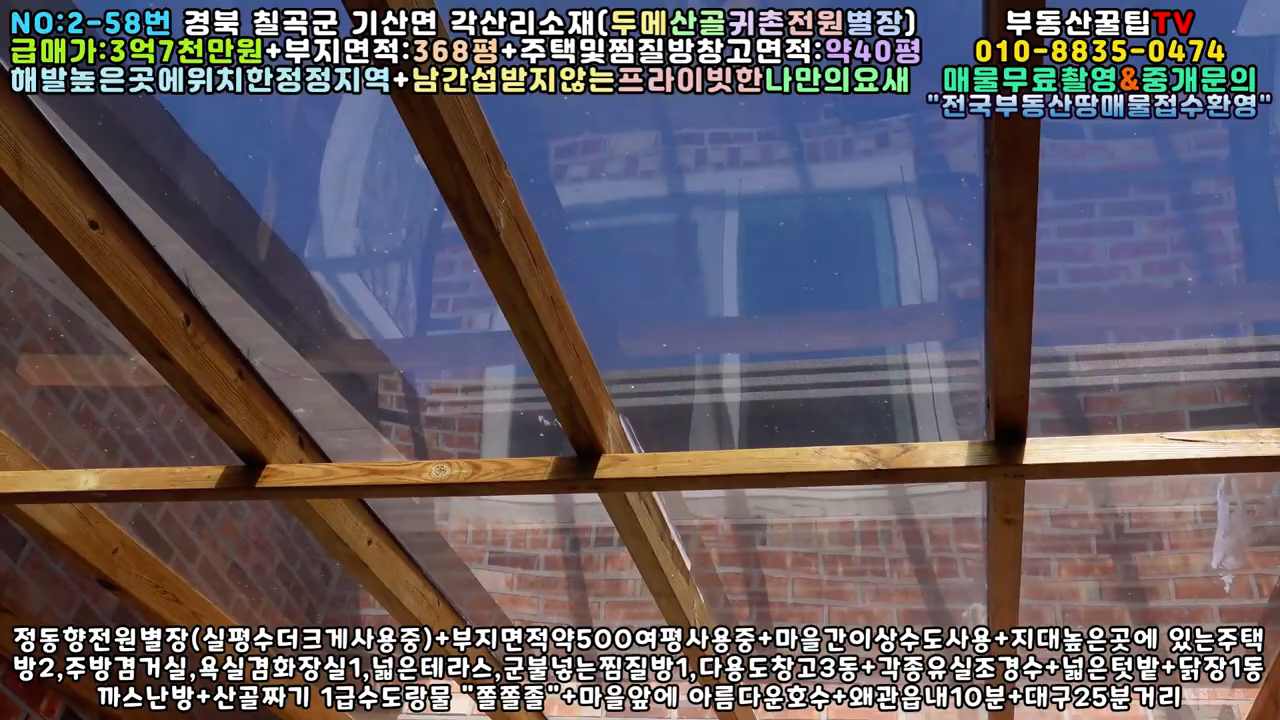 NO:2-58번 경북 칠곡군 기산면 각산리소재(두메산골귀촌전원별장)
급매가:3억7천만원+부지면적:368평+주택및찜질방창고면적:약40평
해발높은곳에위치한정정지역+남간섭받지않는프라이빗한나만의요새
부동산꿀팁TV
010-8835-0474
매물무료촬영&중개문의
"전국부동산땅매물접수환영"
정동향전원별장(실평수더크게사용중)+부지면적약500여평사용중+마을간이상수도사용+지대높은곳에 있는주택
방2,주방겸거실,욕실겸화장실1,넓은테라스,군불넣는찜질방1,다용도창고3동+각종유실조경수+넓은텃밭+닭장1동
까스난방+산골짜기 1급수도랑물 "쫄쫄졸"+마을앞에 아름다운호수+왜관읍내10분+대구25분거리